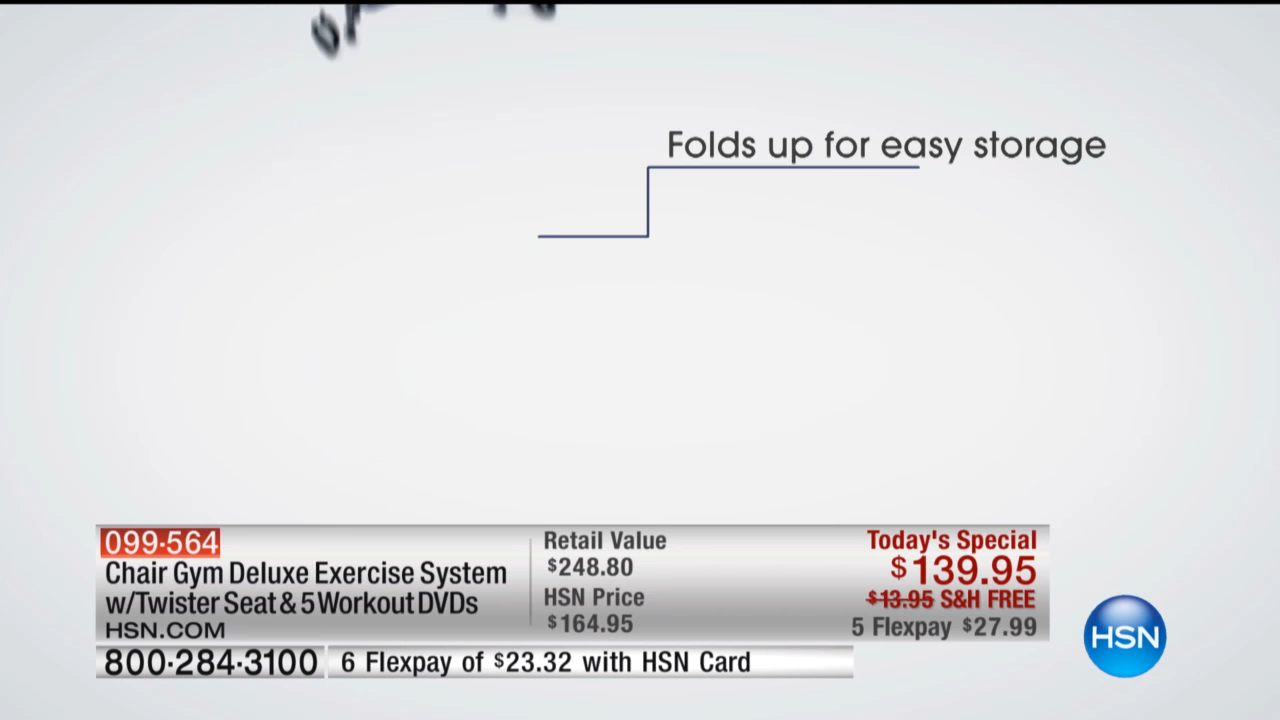 Folds up for easy storage
099·564
Chair Gym Deluxe Exercise System
w/Twister Seat & 5 Workout DVDs
HSN.COM
Retail Value
$248.80
HSN Price
$164.95
Today's Special
$139.95
$13.95 S&H FREE
5 Flexpay $27.99
800·284·3100
6 Flexpay of $23.32 with HSN Card
HSN